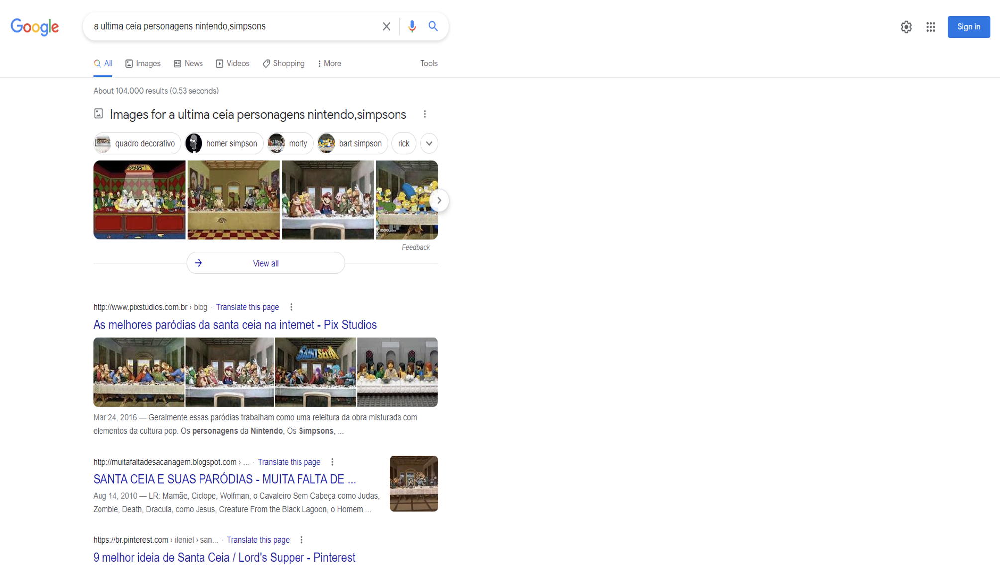 Google
a ultima ceia personagens nintendo,simpsons
Sign in
All Images News Videos Shopping More Tools
About 104,000 results (0.53 seconds)
Images for a ultima ceia personagens nintendo,simpsons
quadro decorativo homer simpson morty bart simpson rick
1000.com
Feedback
View all
http://www.pixstudios.com.br › blog · Translate this page
As melhores paródias da santa ceia na internet - Pix Studios
SAINT SEIYA
Mar 24, 2016 — Geralmente essas paródias trabalham como uma releitura da obra misturada com
elementos da cultura pop. Os personagens da Nintendo, Os Simpsons, ...
http://muitafaltadesacanagem.blogspot.com › ... · Translate this page
SANTA CEIA E SUAS PARÓDIAS - MUITA FALTA DE ...
Aug 14, 2010 — LR: Mamãe, Ciclope, Wolfman, o Cavaleiro Sem Cabeça como Judas,
Zombie, Death, Dracula, como Jesus, Creature From the Black Lagoon, o Homem ...
https://br.pinterest.com › ileniel › san... · Translate this page
9 melhor ideia de Santa Ceia / Lord's Supper - Pinterest